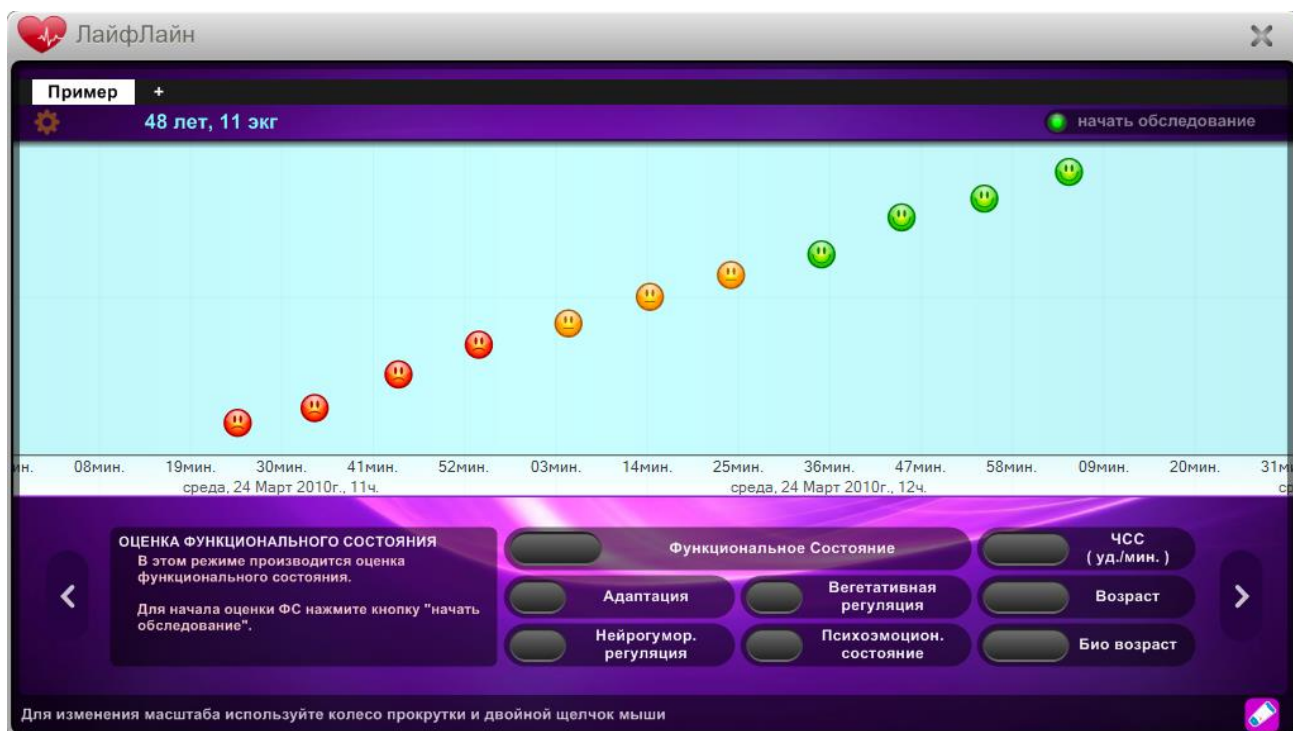 ЛайфЛайн
Пример +
48 лет, 11 экг
начать обследование
ин. 08мин. 19мин. 30мин. 41мин. 52мин. 03мин. 14мин. 25мин. 36мин. 47мин. 58мин. 09мин. 20мин. 31м
среда, 24 Март 2010г., 11ч. среда, 24 Март 2010г., 12ч. ср
ОЦЕНКА ФУНКЦИОНАЛЬНОГО СОСТОЯНИЯ
В этом режиме производится оценка
функционального состояния.
Для начала оценки ФС нажмите кнопку "начать
обследование".
Функциональное Состояние
ЧСС
( уд./мин. )
Адаптация
Вегетативная
регуляция
Возраст
Нейрогумор.
регуляция
Психоэмоцион.
состояние
Био возраст
Для изменения масштаба используйте колесо прокрутки и двойной щелчок мыши